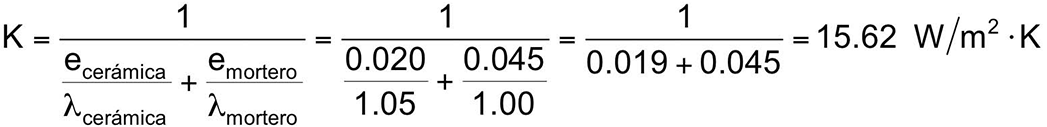 K = 1 / (e_cerámica / λ_cerámica + e_mortero / λ_mortero) = 1 / (0.020 / 1.05 + 0.045 / 1.00) = 1 / (0.019 + 0.045) = 15.62 W/m² · K